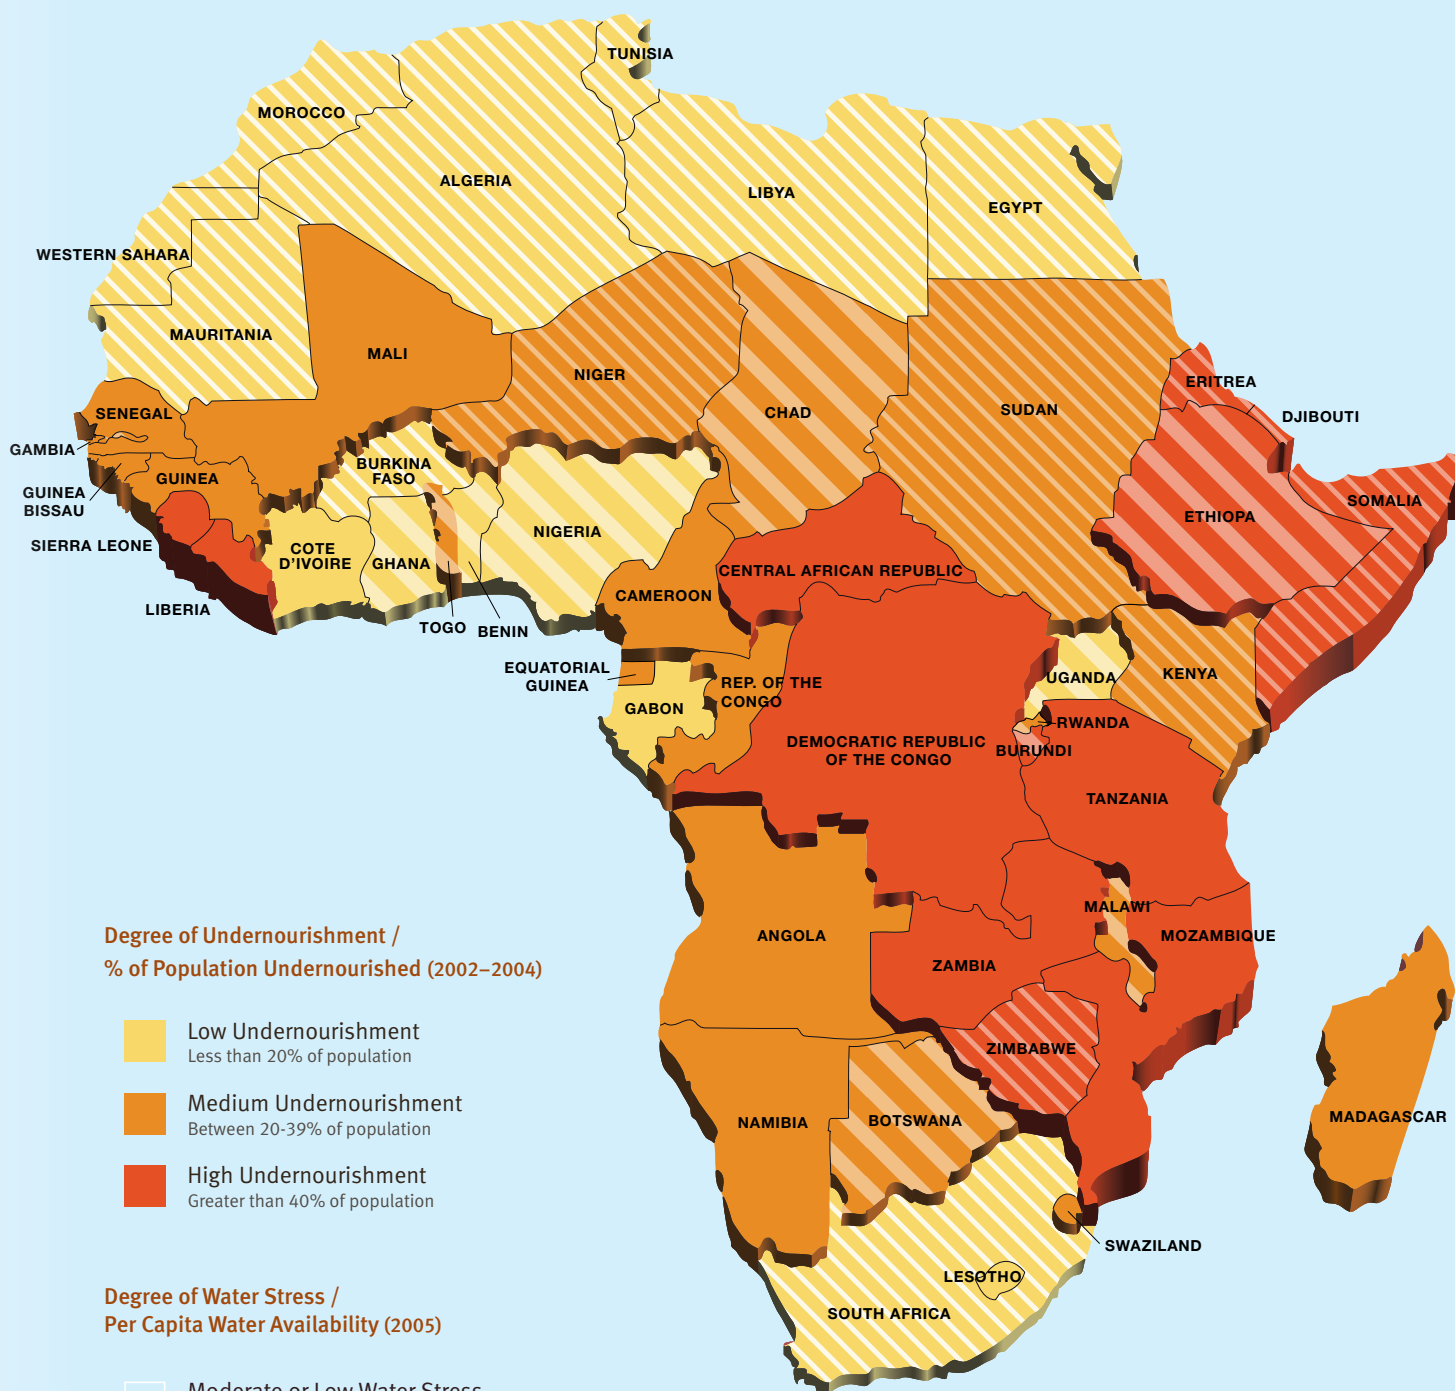 TUNISIA
MOROCCO
ALGERIA
LIBYA
EGYPT
WESTERN SAHARA
MAURITANIA
MALI
NIGER
CHAD
SUDAN
ERITREA
DJIBOUTI
SENEGAL
GAMBIA
GUINEA
BISSAU
GUINEA
BURKINA
FASO
SIERRA LEONE
LIBERIA
COTE
D'IVOIRE
GHANA
TOGO
BENIN
NIGERIA
ETHIOPA
SOMALIA
CAMEROON
CENTRAL AFRICAN REPUBLIC
EQUATORIAL
GUINEA
GABON
REP. OF THE
CONGO
UGANDA
KENYA
RWANDA
BURUNDI
DEMOCRATIC REPUBLIC
OF THE CONGO
TANZANIA
ANGOLA
ZAMBIA
MALAWI
MOZAMBIQUE
ZIMBABWE
NAMIBIA
BOTSWANA
MADAGASCAR
SWAZILAND
LESOTHO
SOUTH AFRICA
Degree of Undernourishment /
% of Population Undernourished (2002–2004)
Low Undernourishment
Less than 20% of population
Medium Undernourishment
Between 20-39% of population
High Undernourishment
Greater than 40% of population
Degree of Water Stress /
Per Capita Water Availability (2005)
Moderate or Low Water Stress